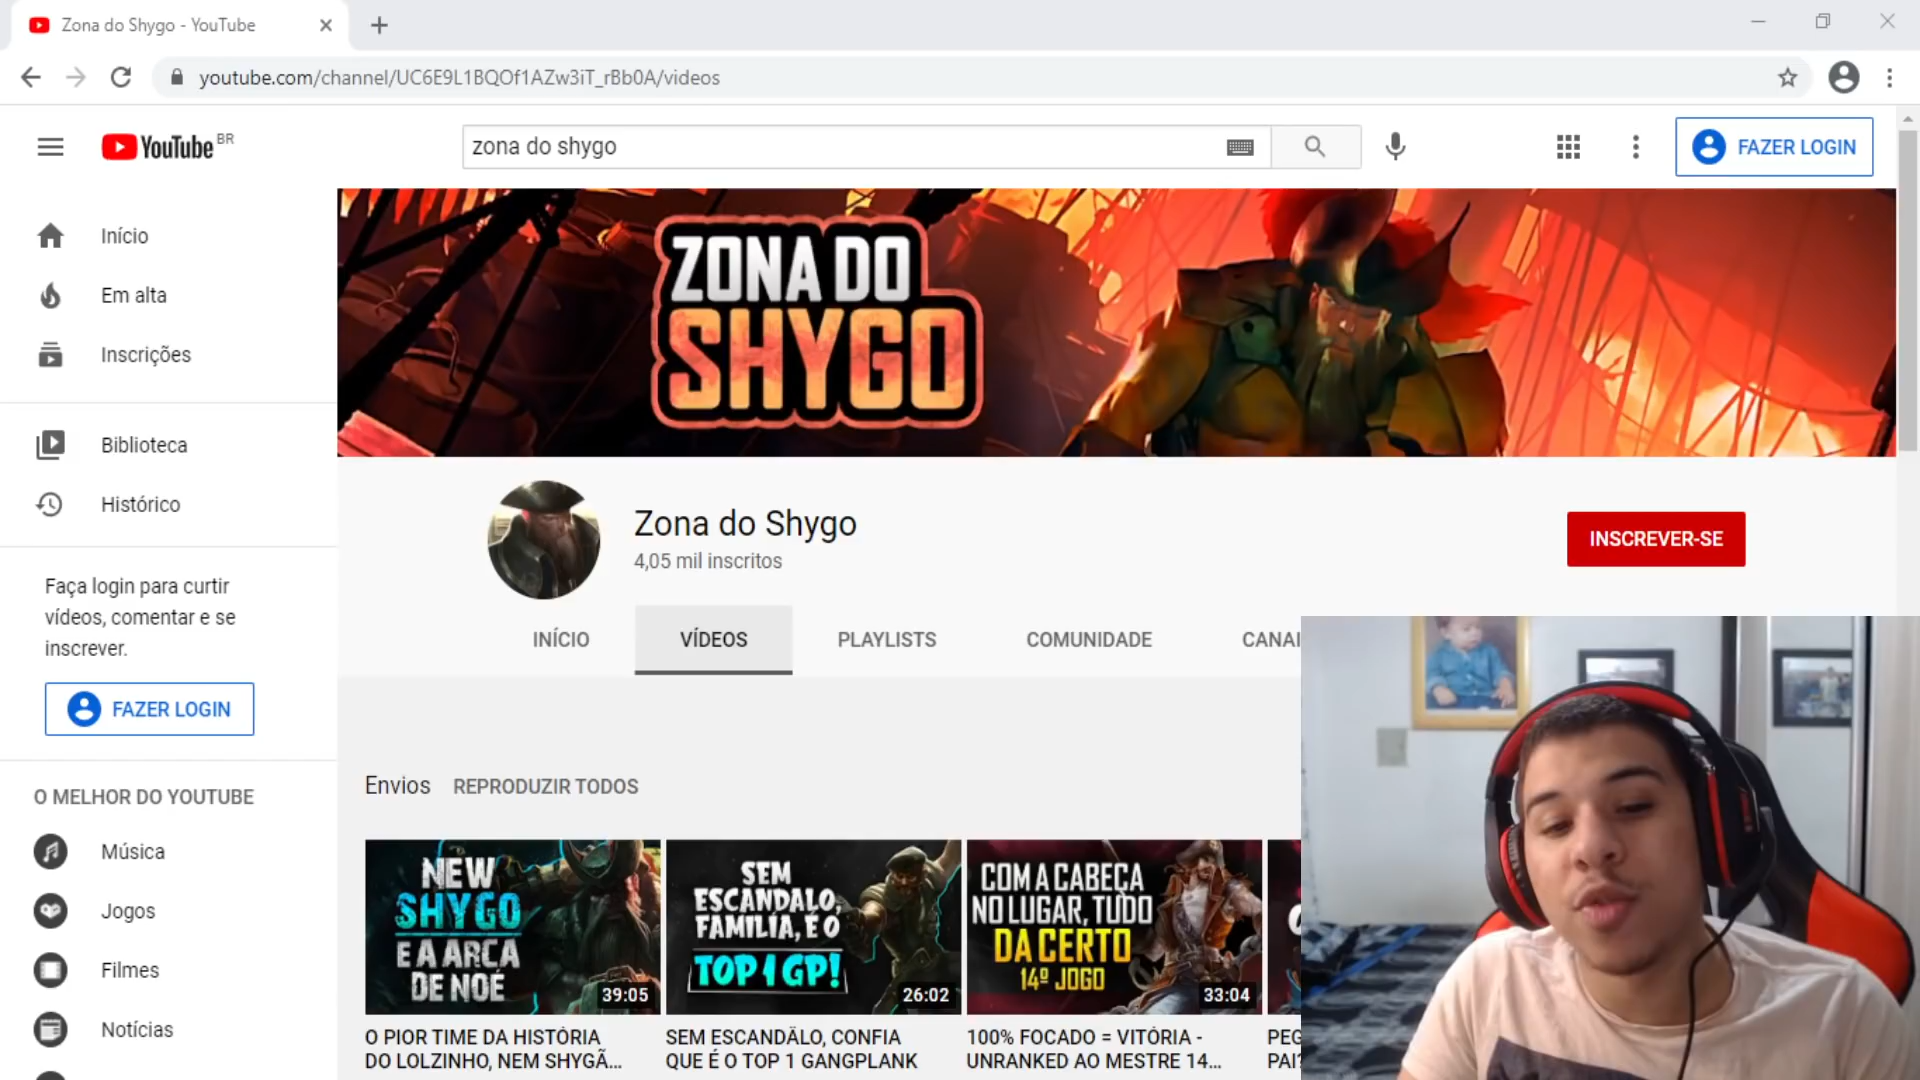 Zona do Shygo - YouTube
youtube.com/channel/UC6E9L1BQOf1AZw3iT_rBb0A/videos
YouTube BR
zona do shygo
FAZER LOGIN
Início
Em alta
Inscrições
Biblioteca
Histórico
Faça login para curtir
vídeos, comentar e se
inscrever.
FAZER LOGIN
O MELHOR DO YOUTUBE
Música
Jogos
Filmes
Notícias
ZONA DO
SHYGO
Zona do Shygo
4,05 mil inscritos
INSCREVER-SE
INÍCIO
VÍDEOS
PLAYLISTS
COMUNIDADE
CANAI
Envios
REPRODUZIR TODOS
NEW
SHYGO
E A ARCA
DE NOÉ
39:05
O PIOR TIME DA HISTÓRIA
DO LOLZINHO, NEM SHYGÃ...
SEM
ESCANDALO,
FAMILIA, É O
TOP 1 GP!
26:02
SEM ESCANDÂLO, CONFIA
QUE É O TOP 1 GANGPLANK
COM A CABEÇA
NO LUGAR, TUDO
DA CERTO
14º JOGO
33:04
100% FOCADO = VITÓRIA -
UNRANKED AO MESTRE 14...
PEG
PAI?